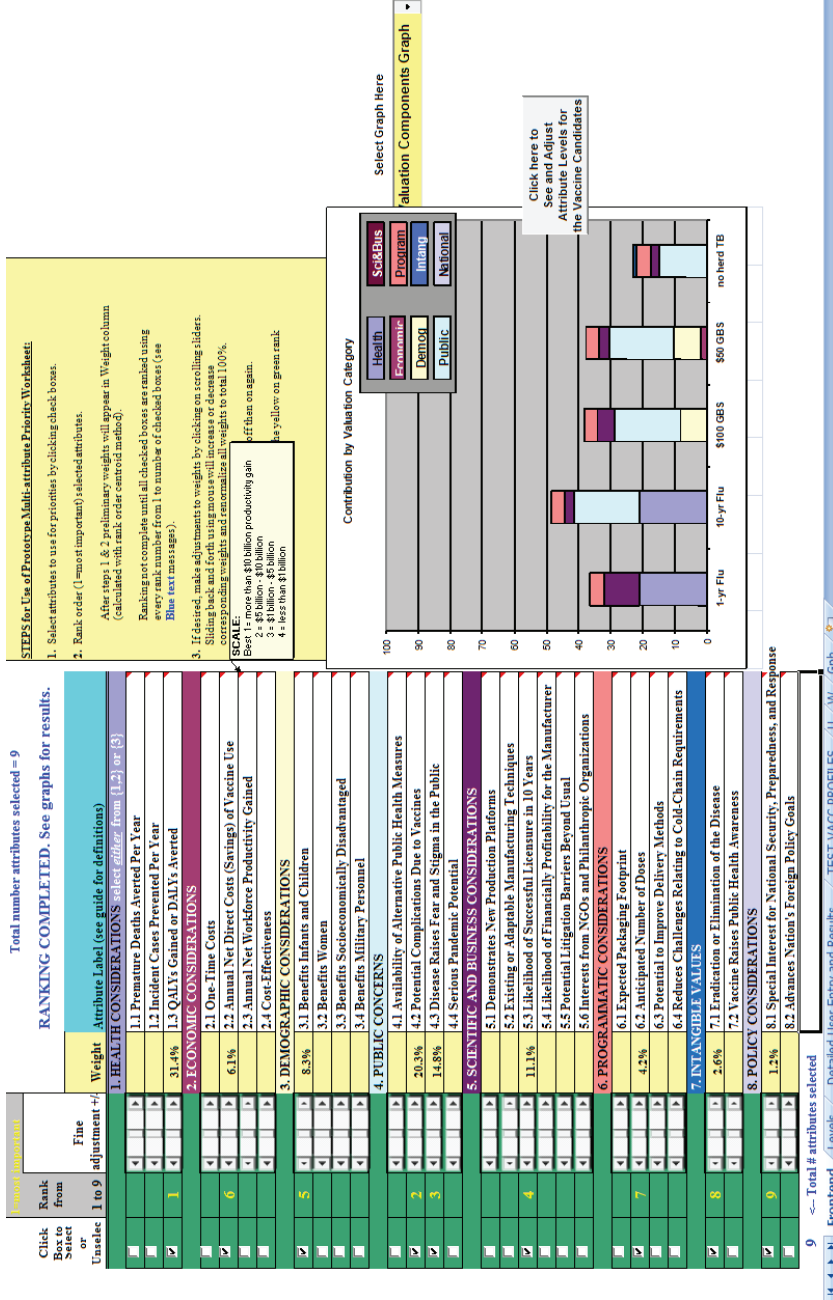 Total number attributes selected = 9
RANKING COMPLETED. See graphs for results.
1=most important
Click Box to Select or Unselec
Rank from 1 to 9
Fine adjustment +/-
Weight
Attribute Label (see guide for definitions)
1. HEALTH CONSIDERATIONS select either from {1,2} or {3}
1.1 Premature Deaths Averted Per Year
1.2 Incident Cases Prevented Per Year
1 31.4% 1.3 QALYs Gained or DALYs Averted
2. ECONOMIC CONSIDERATIONS
2.1 One-Time Costs
6 6.1% 2.2 Annual Net Direct Costs (Savings) of Vaccine Use
2.3 Annual Net Workforce Productivity Gained
2.4 Cost-Effectiveness
3. DEMOGRAPHIC CONSIDERATIONS
5 8.3% 3.1 Benefits Infants and Children
3.2 Benefits Women
3.3 Benefits Socioeconomically Disadvantaged
3.4 Benefits Military Personnel
4. PUBLIC CONCERNS
4.1 Availability of Alternative Public Health Measures
2 20.3% 4.2 Potential Complications Due to Vaccines
3 14.8% 4.3 Disease Raises Fear and Stigma in the Public
4.4 Serious Pandemic Potential
5. SCIENTIFIC AND BUSINESS CONSIDERATIONS
5.1 Demonstrates New Production Platforms
5.2 Existing or Adaptable Manufacturing Techniques
4 11.1% 5.3 Likelihood of Successful Licensure in 10 Years
5.4 Likelihood of Financially Profitability for the Manufacturer
5.5 Potential Litigation Barriers Beyond Usual
5.6 Interests from NGOs and Philanthropic Organizations
6. PROGRAMMATIC CONSIDERATIONS
6.1 Expected Packaging Footprint
7 4.2% 6.2 Anticipated Number of Doses
6.3 Potential to Improve Delivery Methods
6.4 Reduces Challenges Relating to Cold-Chain Requirements
7. INTANGIBLE VALUES
8 2.6% 7.1 Eradication or Elimination of the Disease
7.2 Vaccine Raises Public Health Awareness
8. POLICY CONSIDERATIONS
9 1.2% 8.1 Special Interest for National Security, Preparedness, and Response
8.2 Advances Nation's Foreign Policy Goals
9 <-- Total # attributes selected
Frontend Levels Detailed User Entry and Results TEST VACC PROFILES
STEPS for Use of Prototype Multi-attribute Priority Worksheet:
1. Select attributes to use for priorities by clicking check boxes.
2. Rank order (1=most important) selected attributes.
After steps 1 & 2 preliminary weights will appear in Weight column
(calculated with rank order centroid method).
Ranking not complete until all checked boxes are ranked using
every rank number from 1 to number of checked boxes (see
Blue text messages).
3. If desired, make adjustments to weights by clicking on scrolling sliders.
Sliding back and forth using mouse will increase or decrease
corresponding weights and renormalize all weights to total 100%.
off then on again.
he yellow on green rank
SCALE:
Best 1= more than $10 billion productivity gain
2 = $5 billion - $10 billion
3 = $1 billion - $5 billion
4 = less than $1 billion
Select Graph Here
Valuation Components Graph
Click here to
See and Adjust
Attribute Levels for
the Vaccine Candidates
Contribution by Valuation Category
Health Sci&Bus
Economic Program
Demog Intang
Public National
100
90
80
70
60
50
40
30
20
10
0
1-yr Flu 10-yr Flu $100 GBS $50 GBS no herd TB